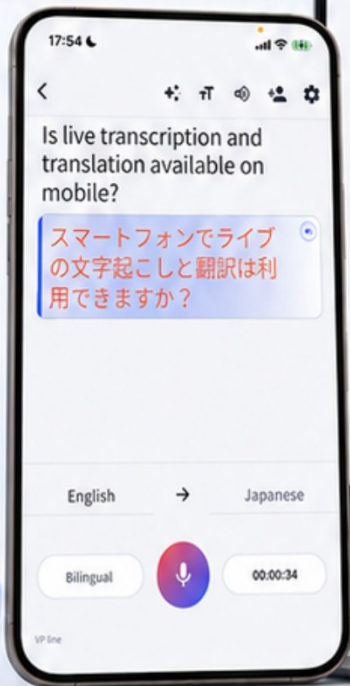 17:54
Is live transcription and
translation available on
mobile?
スマートフォンでライブ
の文字起こしと翻訳は利
用できますか？
English → Japanese
Bilingual 00:00:34
VP line